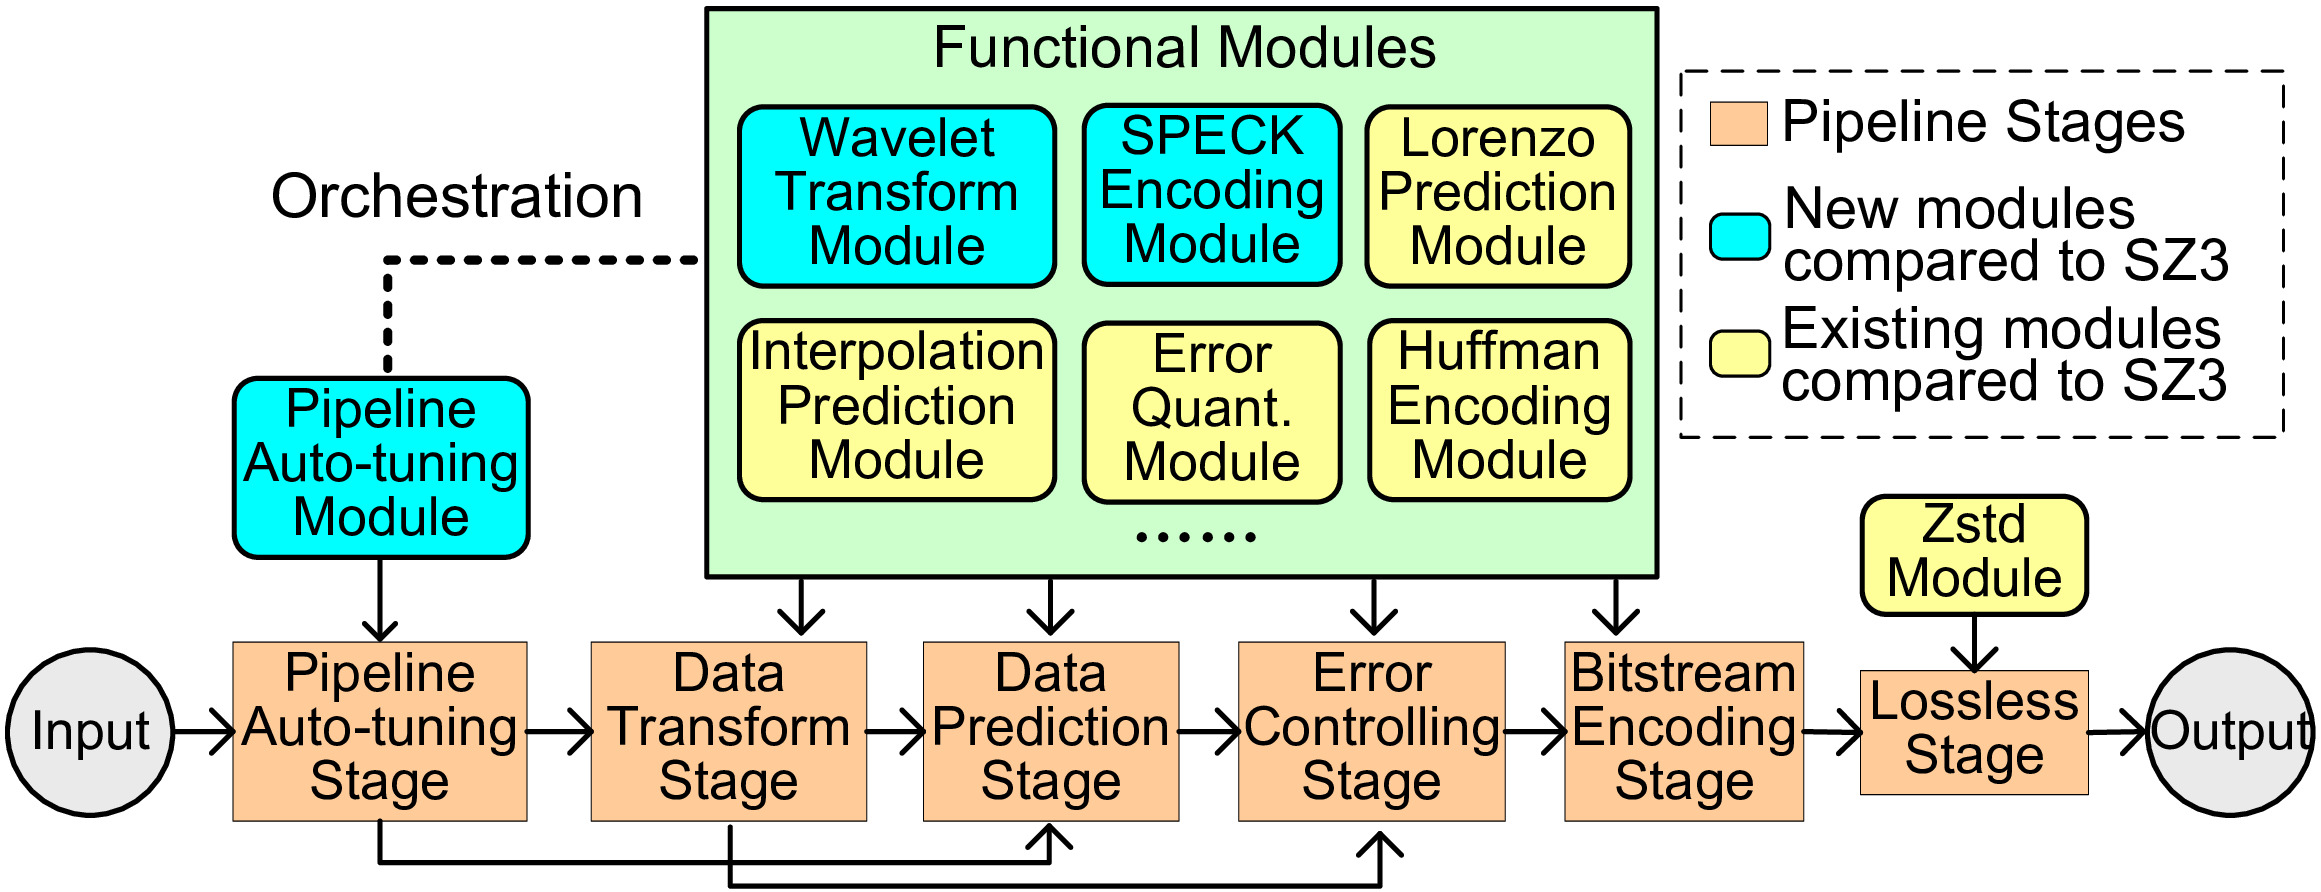 Functional Modules
Wavelet
Transform
Module
SPECK
Encoding
Module
Lorenzo
Prediction
Module
Interpolation
Prediction
Module
Error
Quant.
Module
Huffman
Encoding
Module
......
Pipeline Stages
New modules
compared to SZ3
Existing modules
compared to SZ3
Orchestration
Pipeline
Auto-tuning
Module
Zstd
Module
Input
Pipeline
Auto-tuning
Stage
Data
Transform
Stage
Data
Prediction
Stage
Error
Controlling
Stage
Bitstream
Encoding
Stage
Lossless
Stage
Output